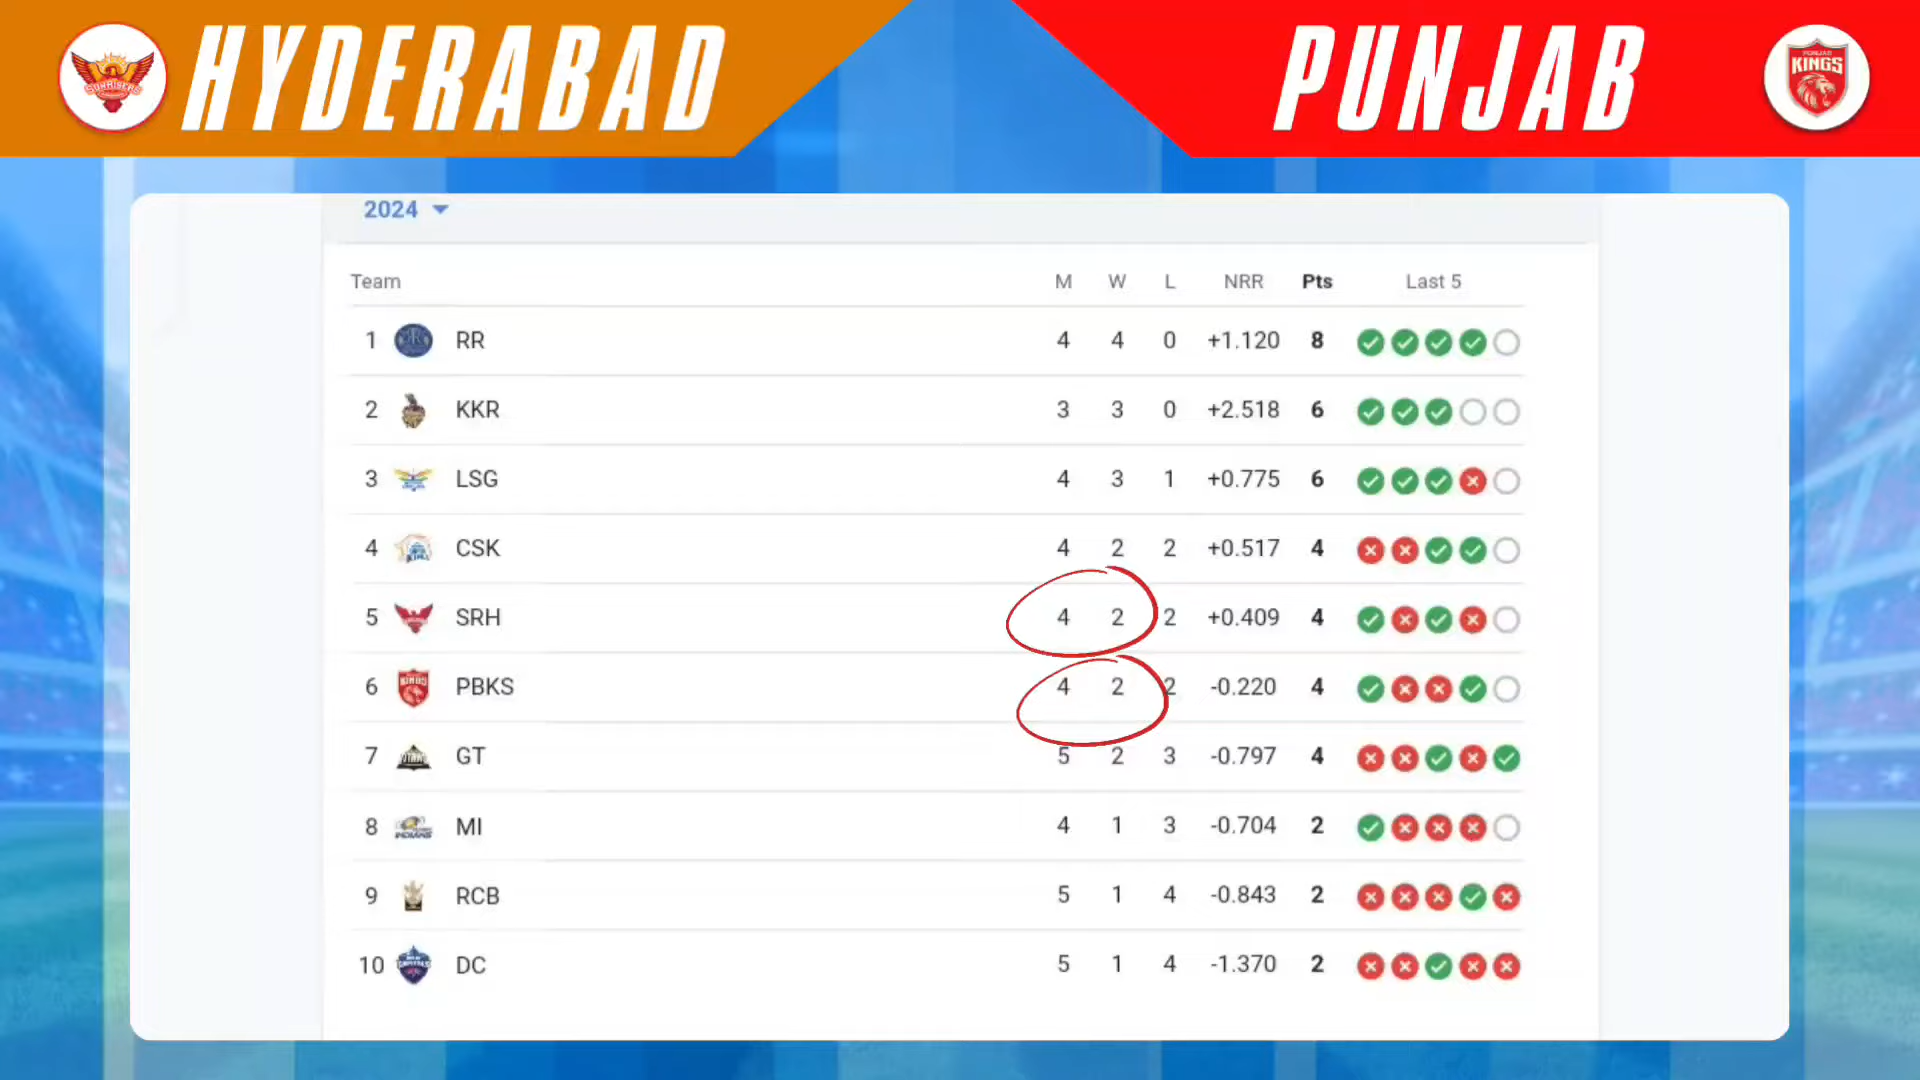 HYDERABAD
PUNJAB
SUNRISERS
PUNJAB
KINGS
2024
Team M W L NRR Pts Last 5
1 RR 4 4 0 +1.120 8
2 KKR 3 3 0 +2.518 6
3 LSG 4 3 1 +0.775 6
4 CSK 4 2 2 +0.517 4
5 SRH 4 2 2 +0.409 4
6 KINGS PBKS 4 2 2 -0.220 4
7 GT 5 2 3 -0.797 4
8 INDIANS MI 4 1 3 -0.704 2
9 RCB 5 1 4 -0.843 2
10 DC 5 1 4 -1.370 2